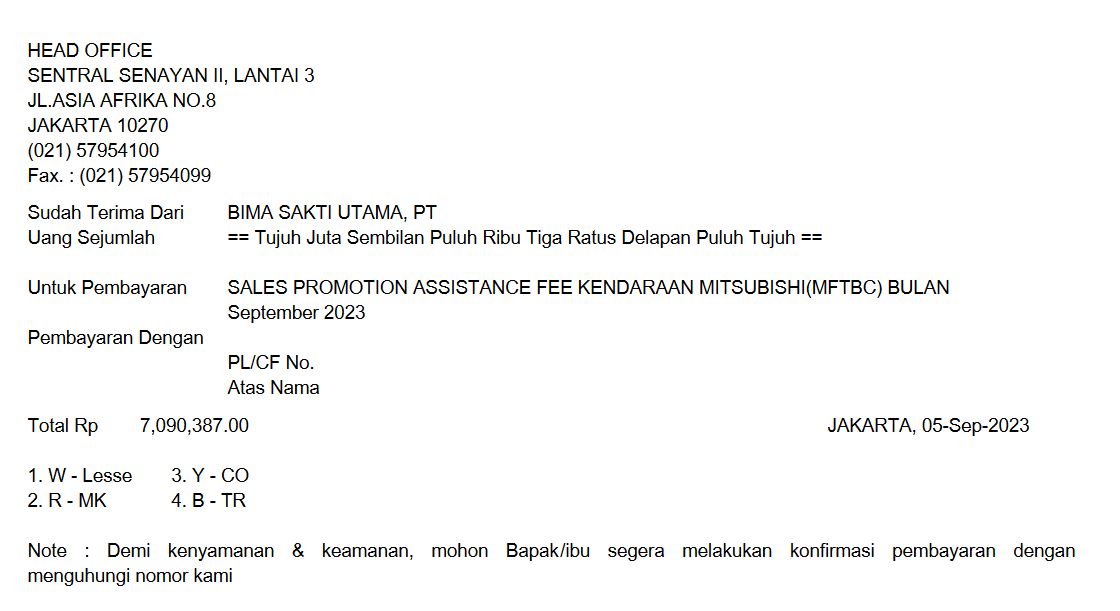 HEAD OFFICE
SENTRAL SENAYAN II, LANTAI 3
JL.ASIA AFRIKA NO.8
JAKARTA 10270
(021) 57954100
Fax. : (021) 57954099
Sudah Terima Dari BIMA SAKTI UTAMA, PT
Uang Sejumlah == Tujuh Juta Sembilan Puluh Ribu Tiga Ratus Delapan Puluh Tujuh ==
Untuk Pembayaran SALES PROMOTION ASSISTANCE FEE KENDARAAN MITSUBISHI(MFTBC) BULAN
September 2023
Pembayaran Dengan
PL/CF No.
Atas Nama
Total Rp 7,090,387.00 JAKARTA, 05-Sep-2023
1. W - Lesse 3. Y - CO
2. R - MK 4. B - TR
Note : Demi kenyamanan & keamanan, mohon Bapak/ibu segera melakukan konfirmasi pembayaran dengan
menguhungi nomor kami